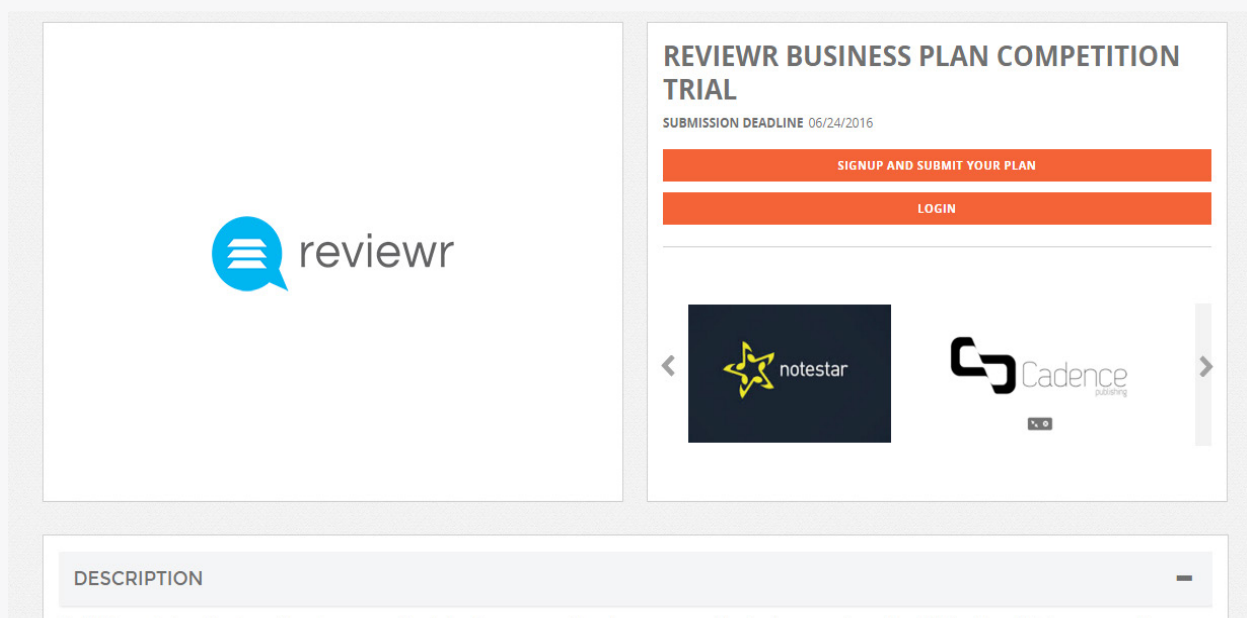 reviewr
REVIEWR BUSINESS PLAN COMPETITION
TRIAL
SUBMISSION DEADLINE 06/24/2016
SIGNUP AND SUBMIT YOUR PLAN
LOGIN
notestar
Cadence
publishing
DESCRIPTION